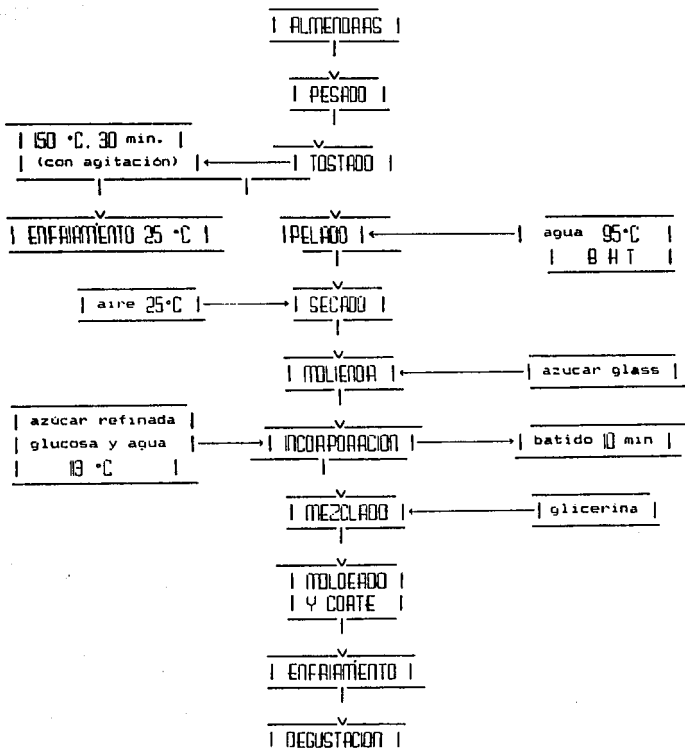 ALMENDRAS
PESADO
150 °C. 30 min.
(con agitación)
TOSTADO
ENFRIAMIENTO 25 °C
PELADO
agua 95°C
B H T
aire 25°C
SECADO
MOLIENDA
azucar glass
azúcar refinada
glucosa y agua
113 °C
INCORPORACION
batido 10 min
MEZCLADO
glicerina
MOLDEADO
Y CORTE
ENFRIAMIENTO
DEGUSTACION